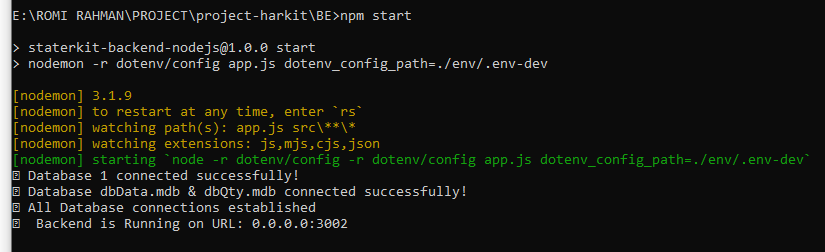 E:\ROMI RAHMAN\PROJECT\project-harkit\BE>npm start
> staterkit-backend-nodejs@1.0.0 start
> nodemon -r dotenv/config app.js dotenv_config_path=./env/.env-dev
[nodemon] 3.1.9
[nodemon] to restart at any time, enter `rs`
[nodemon] watching path(s): app.js src\**\*
[nodemon] watching extensions: js,mjs,cjs,json
[nodemon] starting `node -r dotenv/config -r dotenv/config app.js dotenv_config_path=./env/.env-dev`
Database 1 connected successfully!
Database dbData.mdb & dbQty.mdb connected successfully!
All Database connections established
Backend is Running on URL: 0.0.0.0:3002